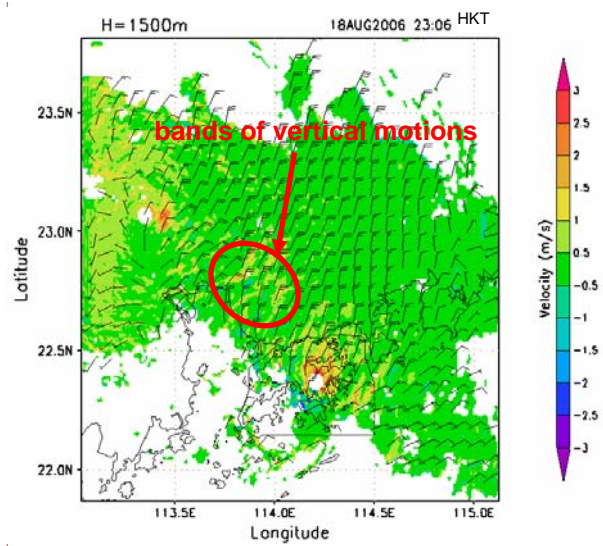 H=1500m 18AUG2006 23:06 HKT
23.5N
bands of vertical motions
23.0N
22.5N
22.0N
Latitude
113.5E 114.0E 114.5E 115.0E
Longitude
3
2.5
2
1.5
1
0.5
-0.5
-1
-1.5
-2
-2.5
-3
Velocity (m/s)